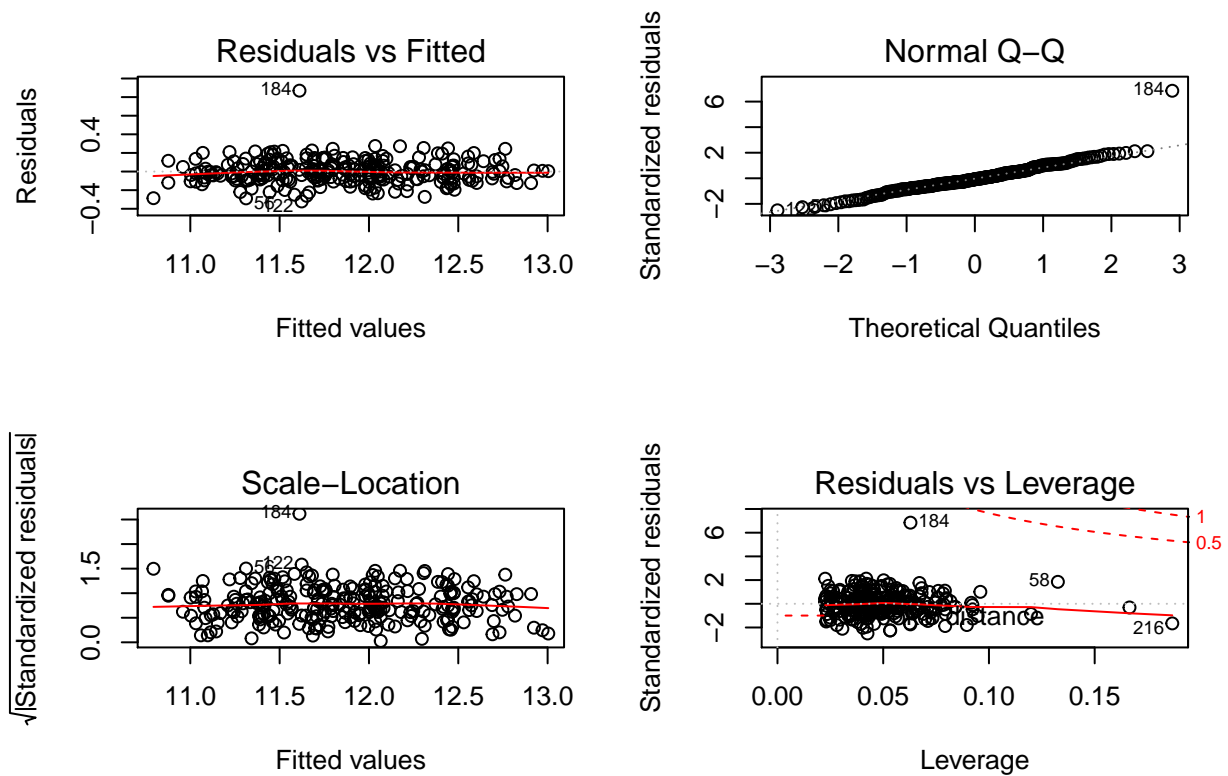 Residuals vs Fitted
Residuals
−0.4
0.4
184
56
122
11.0 11.5 12.0 12.5 13.0
Fitted values
Normal Q−Q
Standardized residuals
−2
2
6
184
−3 −2 −1 0 1 2 3
Theoretical Quantiles
Scale−Location
√|Standardized residuals|
0.0
1.5
184
56
122
11.0 11.5 12.0 12.5 13.0
Fitted values
Residuals vs Leverage
Standardized residuals
−2
2
6
184
58
216
distance
1
0.5
0.00 0.05 0.10 0.15
Leverage